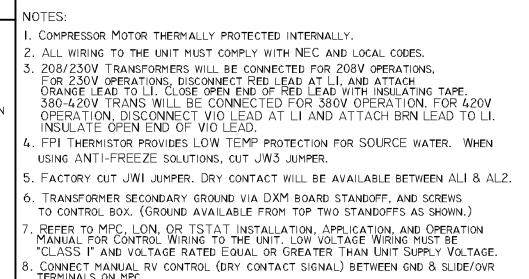 NOTES:
1. COMPRESSOR MOTOR THERMALLY PROTECTED INTERNALLY.
2. ALL WIRING TO THE UNIT MUST COMPLY WITH NEC AND LOCAL CODES.
3. 208/230V TRANSFORMERS WILL BE CONNECTED FOR 208V OPERATIONS,
FOR 230V OPERATIONS, DISCONNECT RED LEAD AT L1, AND ATTACH
ORANGE LEAD TO L1. CLOSE OPEN END OF RED LEAD WITH INSULATING TAPE.
380-420V TRANS WILL BE CONNECTED FOR 380V OPERATION. FOR 420V
OPERATION, DISCONNECT VIO LEAD AT L1 AND ATTACH BRN LEAD TO L1.
INSULATE OPEN END OF VIO LEAD.
N
4. FP1 THERMISTOR PROVIDES LOW TEMP PROTECTION FOR SOURCE WATER. WHEN
USING ANTI-FREEZE SOLUTIONS, CUT JW3 JUMPER.
5. FACTORY CUT JW1 JUMPER. DRY CONTACT WILL BE AVAILABLE BETWEEN AL1 & AL2.
6. TRANSFORMER SECONDARY GROUND VIA DXM BOARD STANDOFF, AND SCREWS
TO CONTROL BOX. (GROUND AVAILABLE FROM TOP TWO STANDOFFS AS SHOWN.)
7. REFER TO MPC, LON, OR TSTAT INSTALLATION, APPLICATION, AND OPERATION
MANUAL FOR CONTROL WIRING TO THE UNIT. LOW VOLTAGE WIRING MUST BE
"CLASS 1" AND VOLTAGE RATED EQUAL OR GREATER THAN UNIT SUPPLY VOLTAGE.
8. CONNECT MANUAL RV CONTROL (DRY CONTACT SIGNAL) BETWEEN GND & SLIDE/OVR
TERMINALS ON MPC